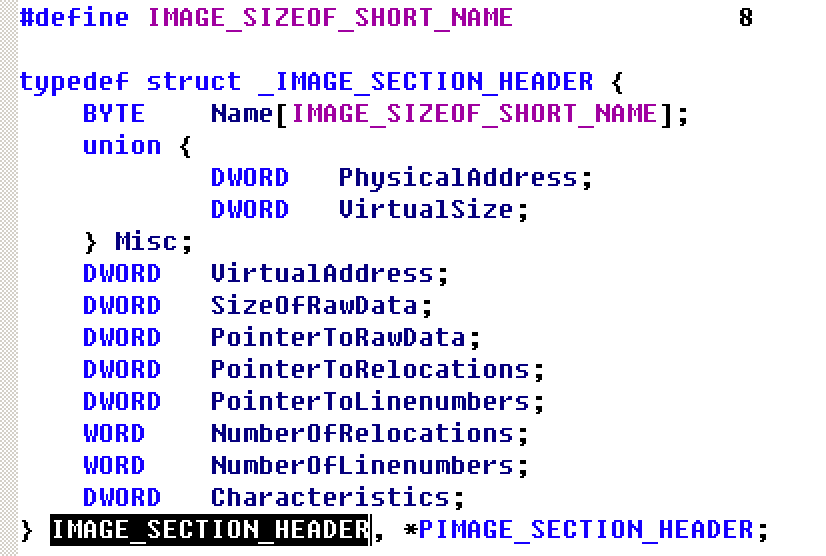 #define IMAGE_SIZEOF_SHORT_NAME              8
typedef struct _IMAGE_SECTION_HEADER {
    BYTE    Name[IMAGE_SIZEOF_SHORT_NAME];
    union {
            DWORD   PhysicalAddress;
            DWORD   VirtualSize;
    } Misc;
    DWORD   VirtualAddress;
    DWORD   SizeOfRawData;
    DWORD   PointerToRawData;
    DWORD   PointerToRelocations;
    DWORD   PointerToLinenumbers;
    WORD    NumberOfRelocations;
    WORD    NumberOfLinenumbers;
    DWORD   Characteristics;
} IMAGE_SECTION_HEADER, *PIMAGE_SECTION_HEADER;